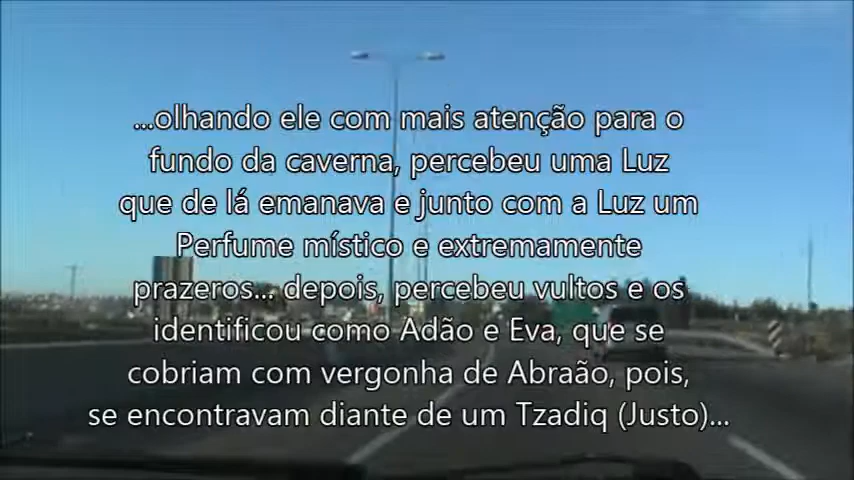 ...olhando ele com mais atenção para o
fundo da caverna, percebeu uma Luz
que de lá emanava e junto com a Luz um
Perfume místico e extremamente
prazeros... depois, percebeu vultos e os
identificou como Adão e Eva, que se
cobriam com vergonha de Abraão, pois,
se encontravam diante de um Tzadiq (Justo)...